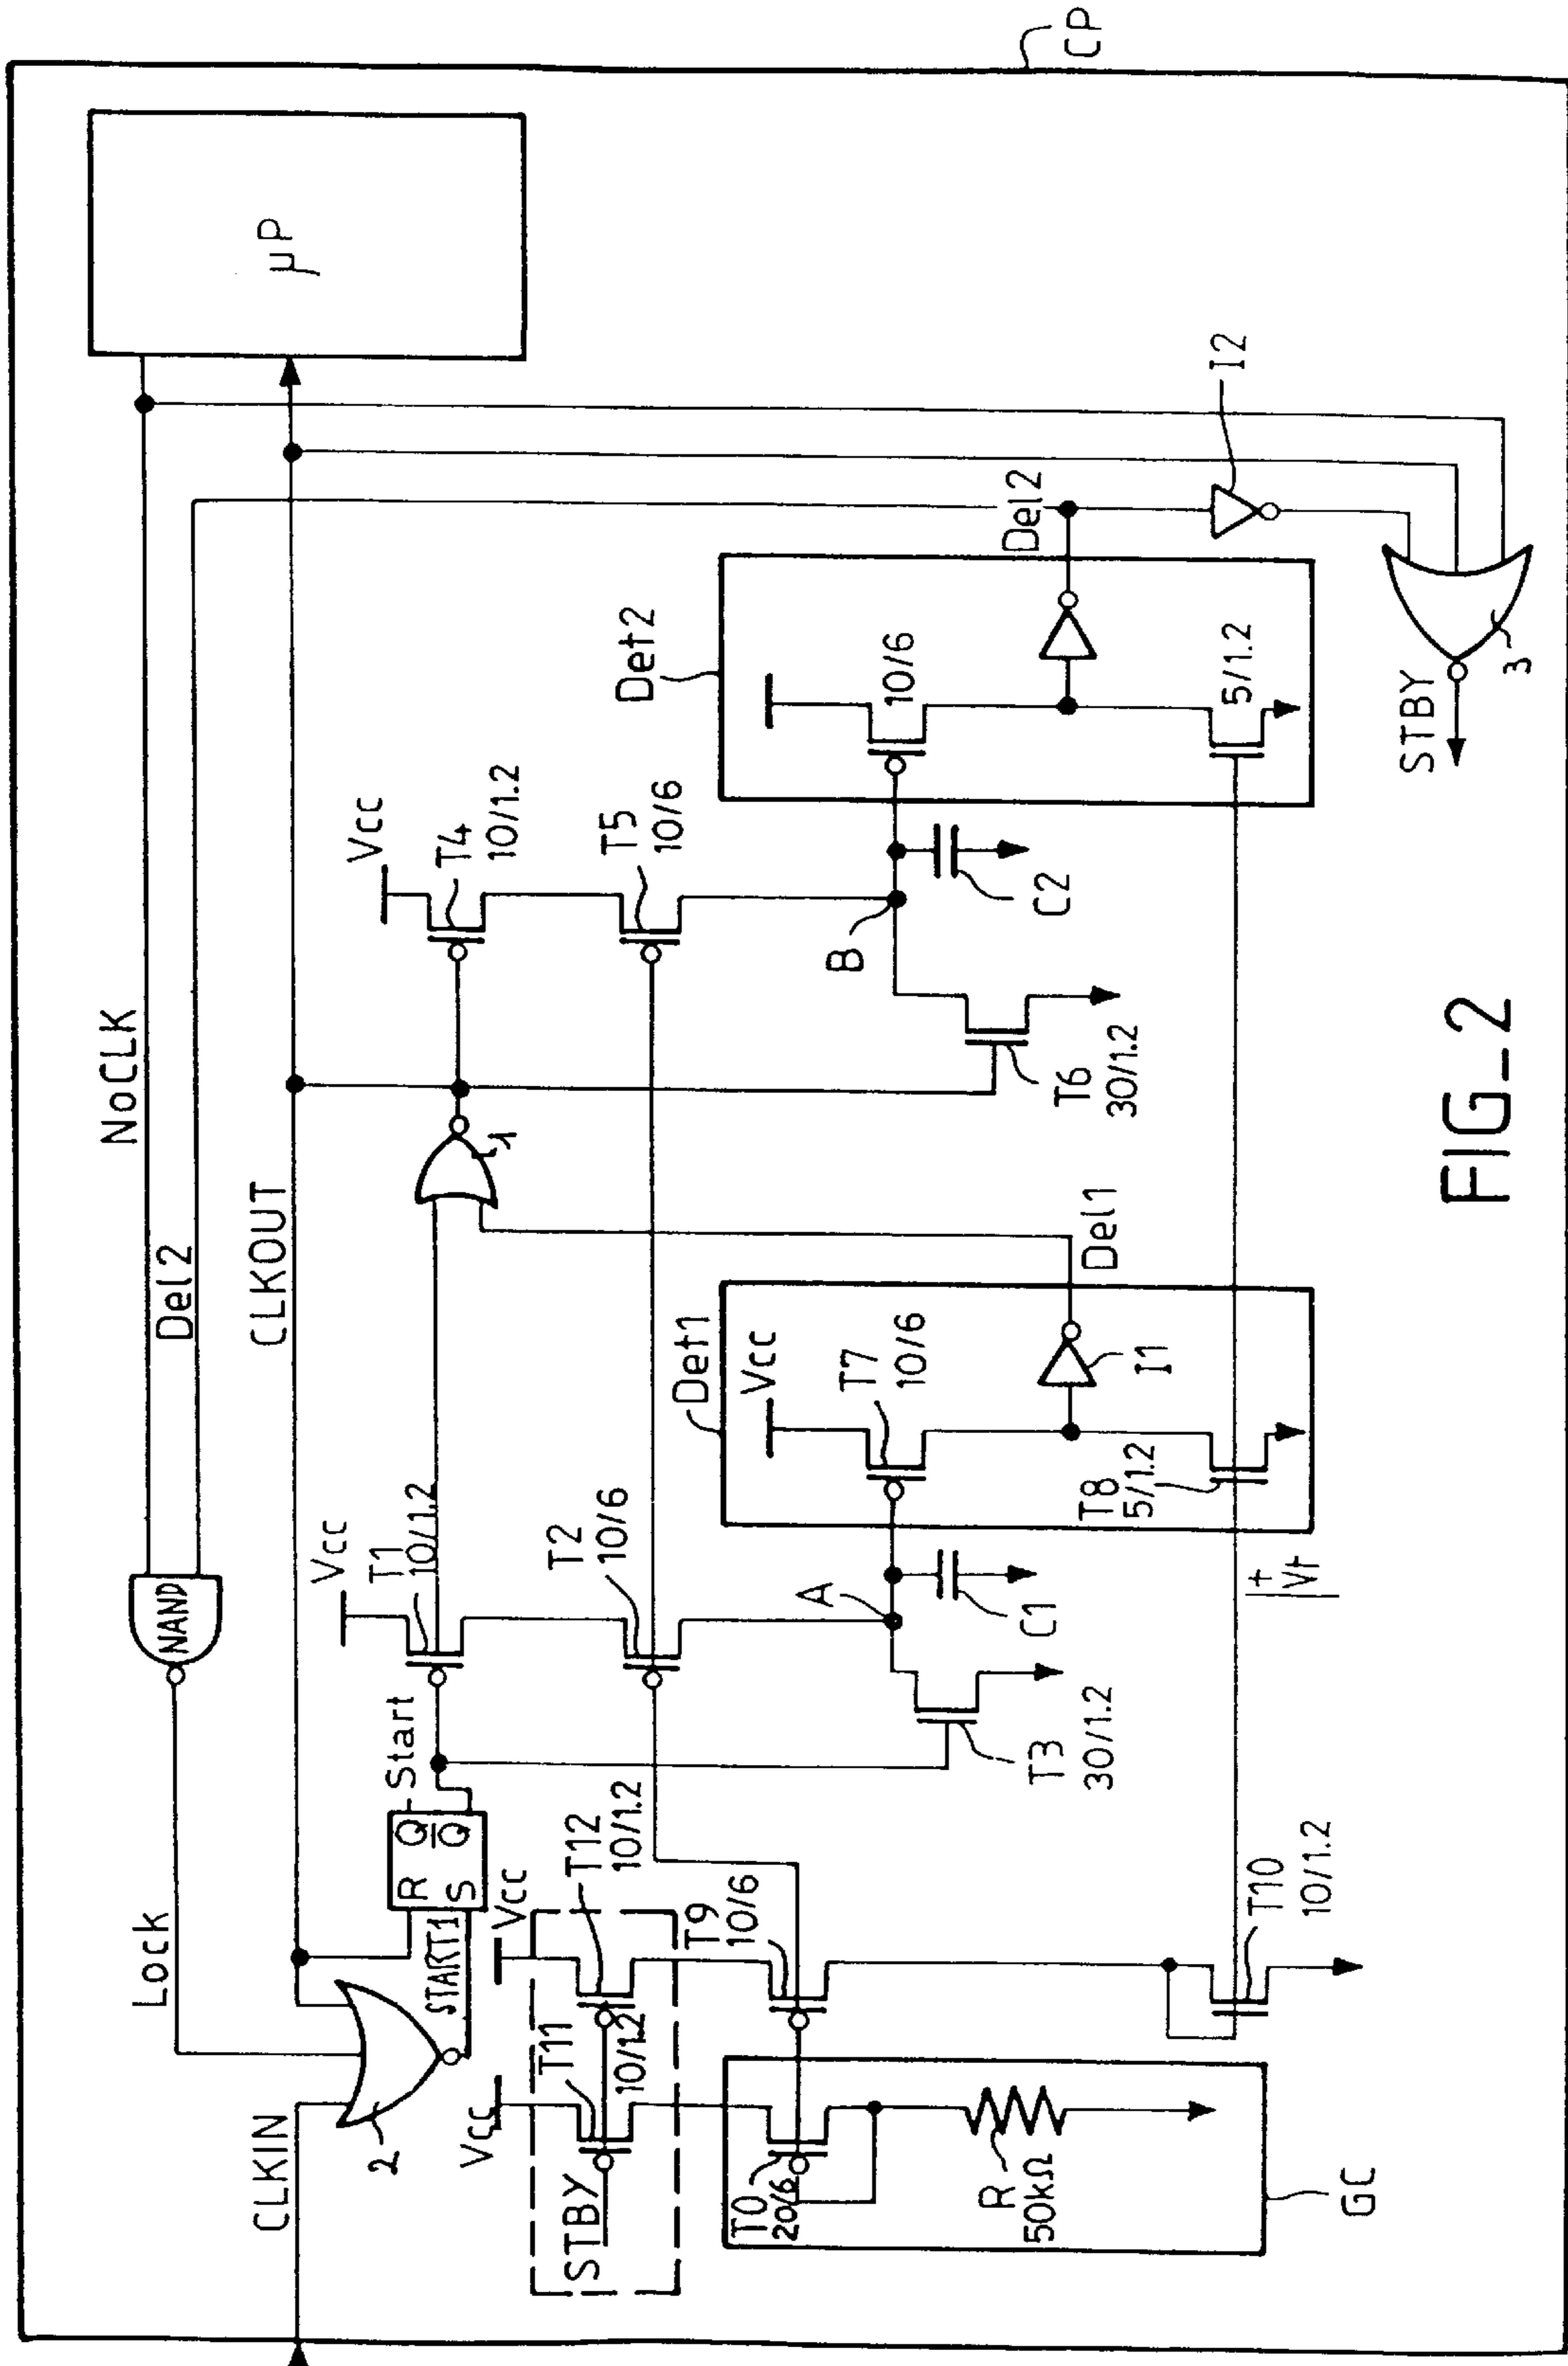 CP
µP
NoCLK
Del2
CLKOUT
Lock
NAND
CLKIN
2
START1
R Q
S Q̅
Start
Vcc
T1
10/1.2
Vcc
T4
10/1.2
1
Vcc
Vcc
STBY
T11
10/1.2
T12
10/1.2
T2
10/6
T5
10/6
T0
20/6
T9
10/6
R
50kΩ
GC
T10
10/1.2
A
C1
T3
30/1.2
Det1
Vcc
T7
10/6
I1
T8
5/1.2
Del1
+
Vt
B
C2
T6
30/1.2
Det2
10/6
5/1.2
Del2
I2
STBY
3
FIG_2